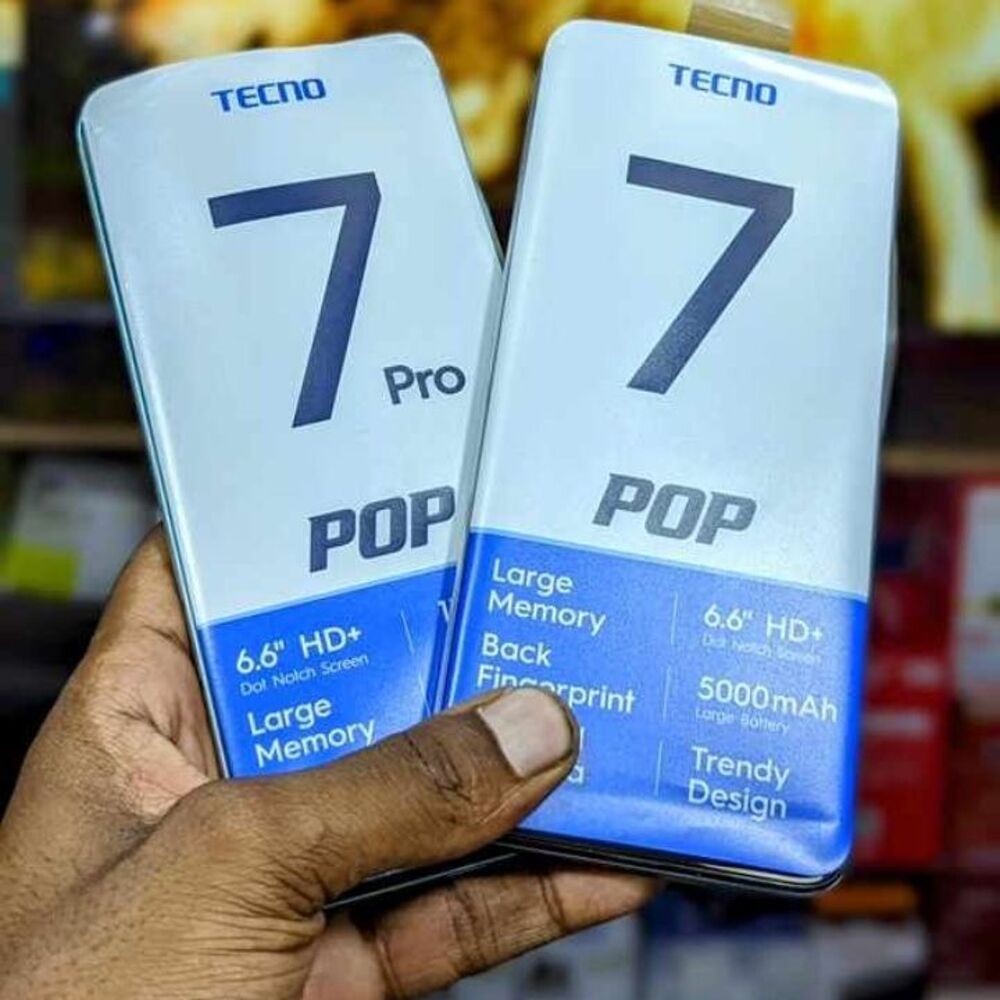 TECNO
7
Pro
POP
6.6" HD+
Dot Notch Screen
Large
Memory
TECNO
7
POP
Large
Memory
Back
Fingerprint
6.6" HD+
Dot Notch Screen
5000mAh
Large Battery
Trendy
Design